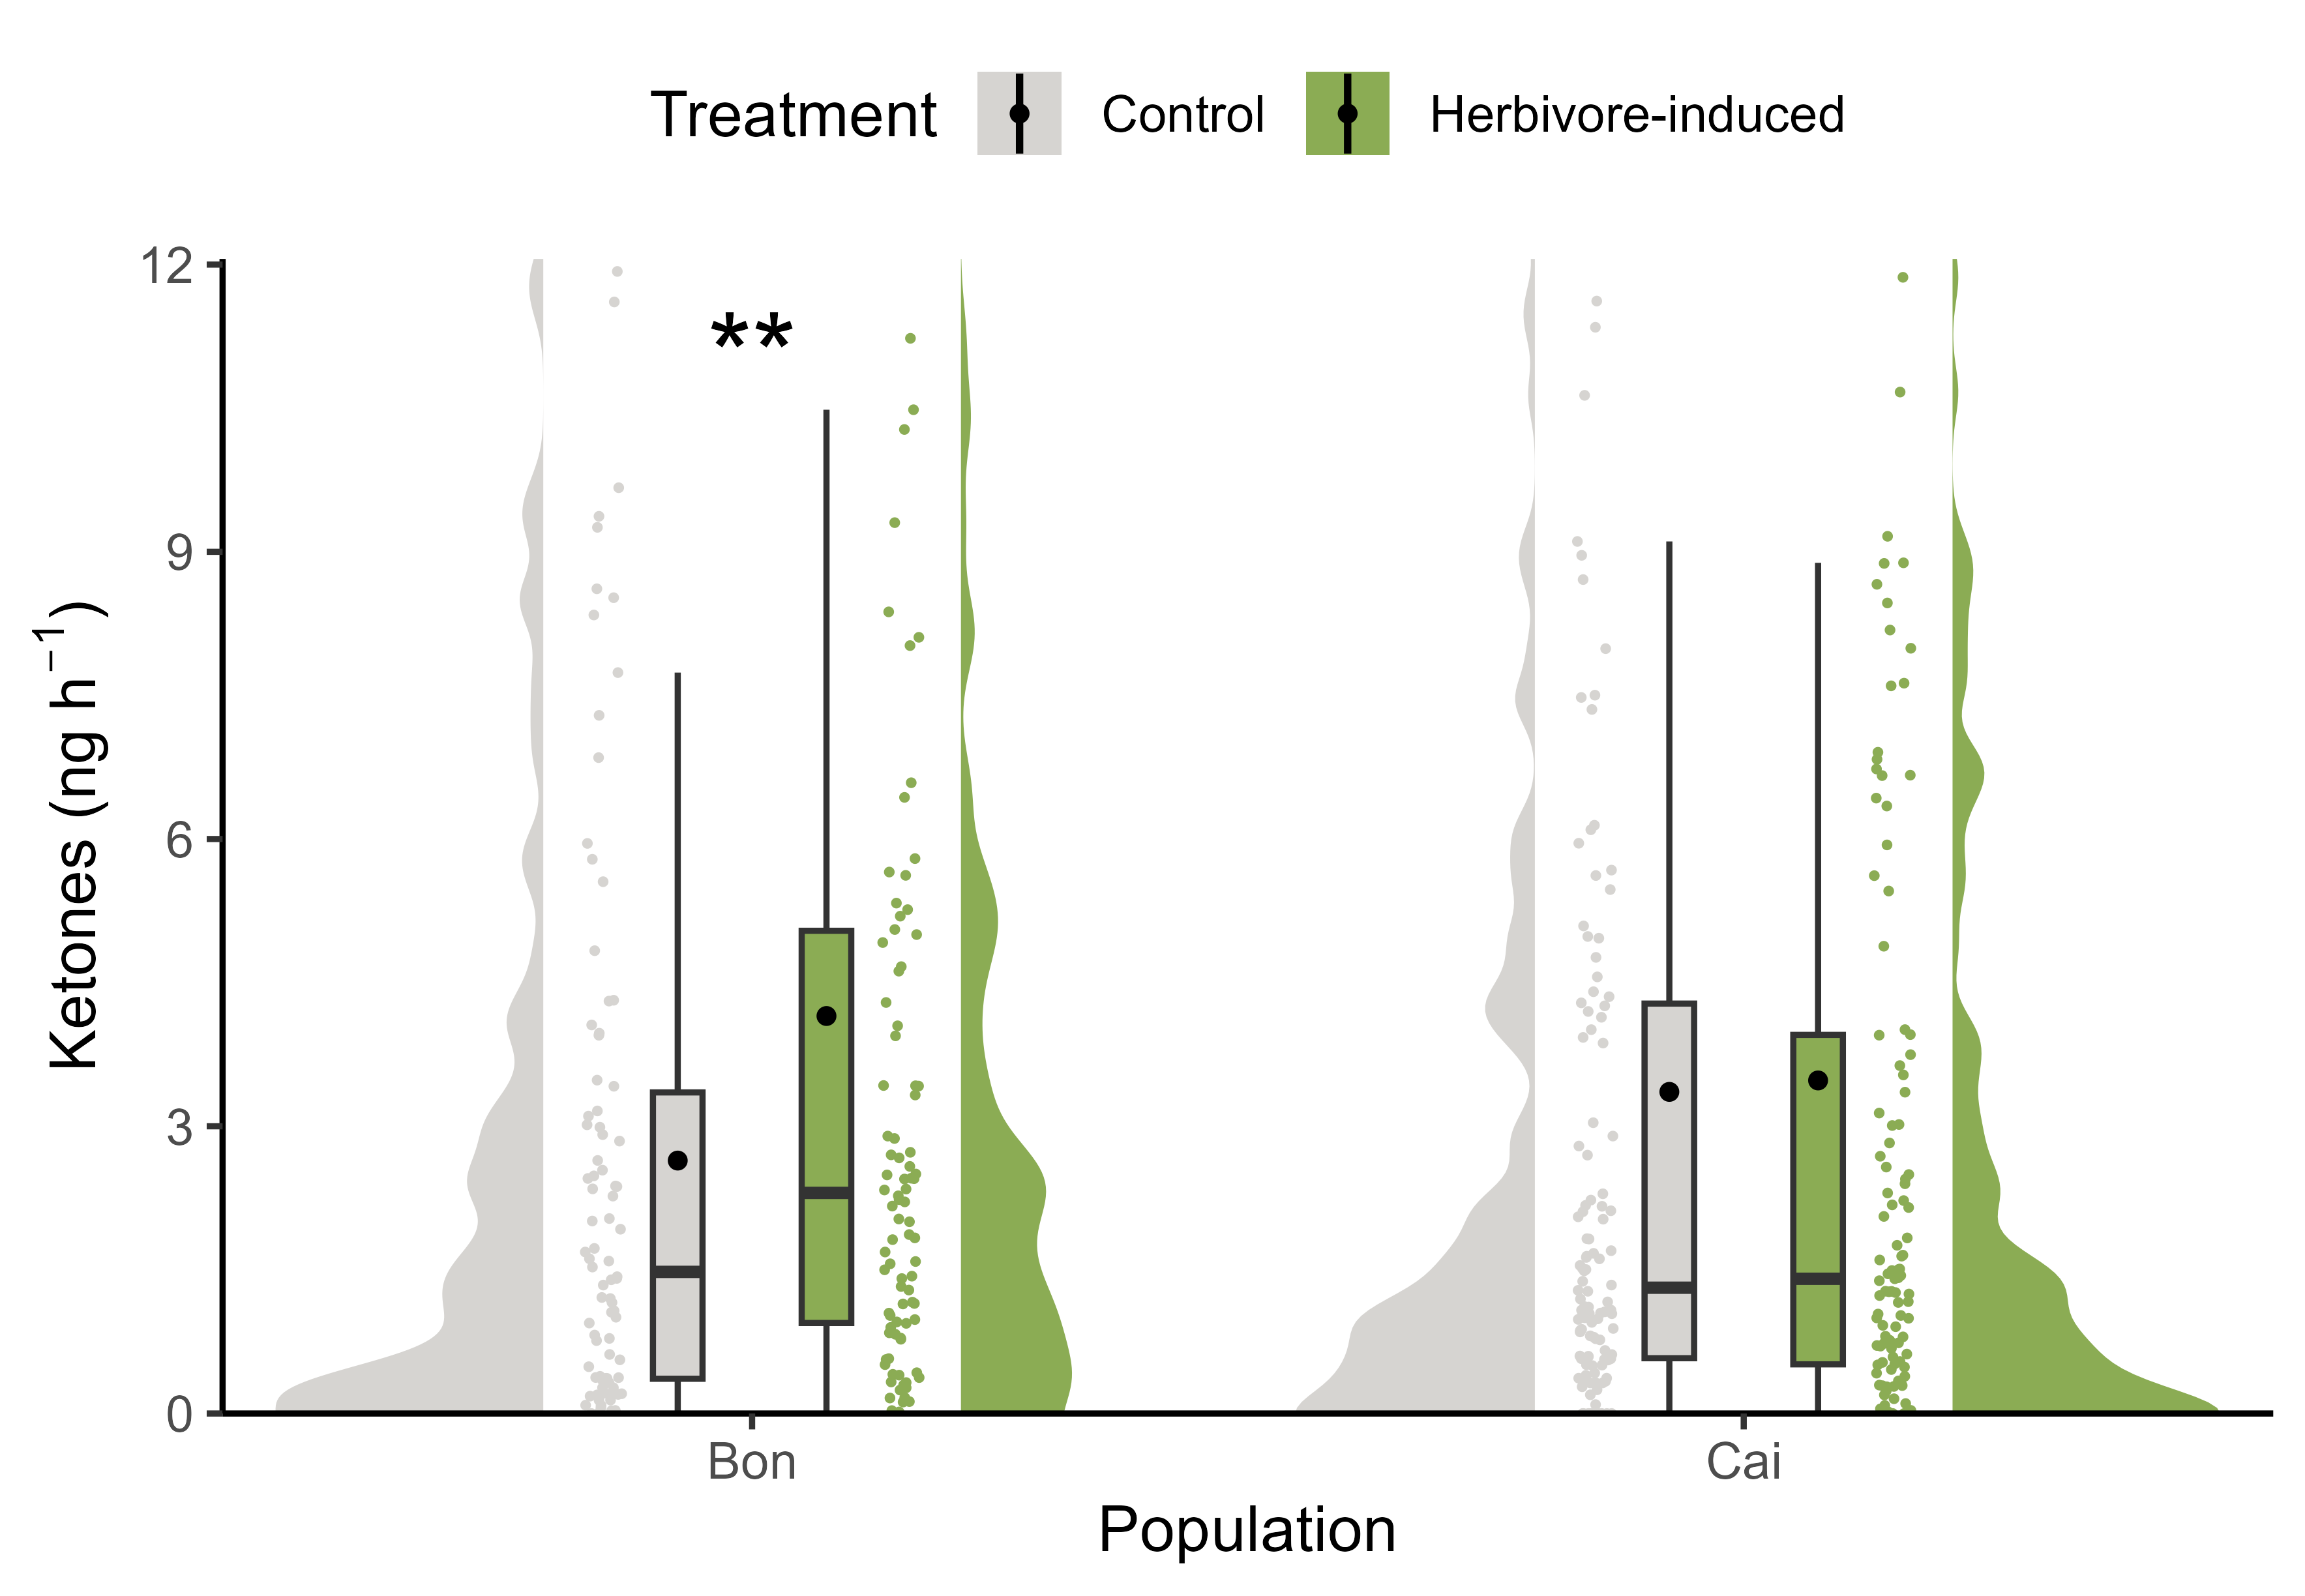 Treatment Control Herbivore-induced
12
**
9
6
3
0
Ketones (ng h⁻¹)
Bon Cai
Population